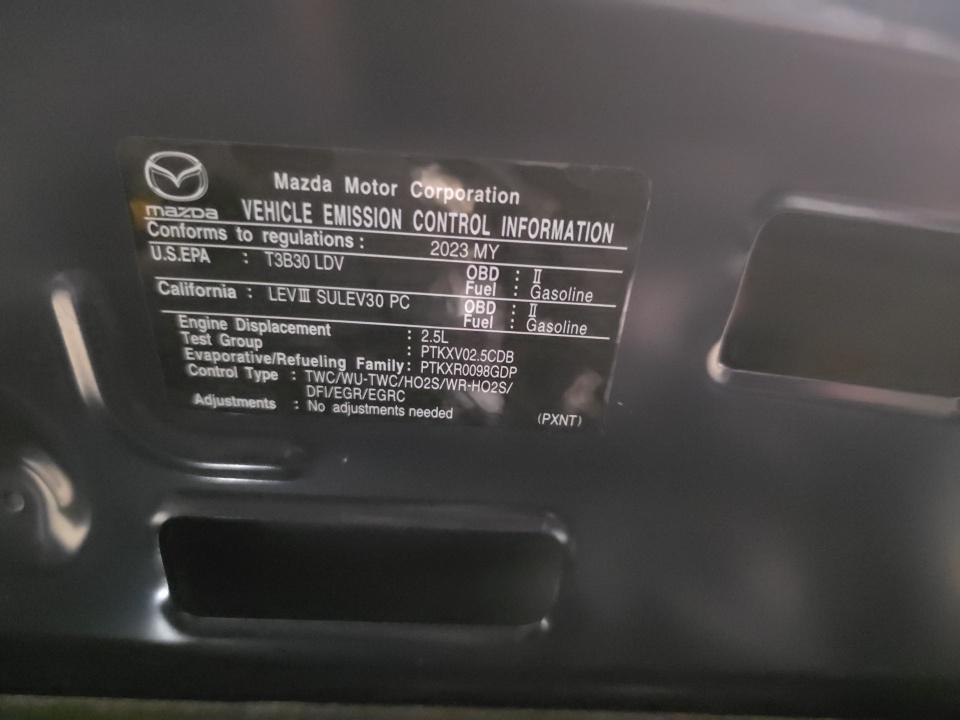 mazda
Mazda Motor Corporation
VEHICLE EMISSION CONTROL INFORMATION
Conforms to regulations : 2023 MY
U.S.EPA : T3B30 LDV OBD : II
Fuel : Gasoline
California : LEVIII SULEV30 PC OBD : II
Fuel : Gasoline
Engine Displacement : 2.5L
Test Group : PTKXV02.5CDB
Evaporative/Refueling Family : PTKXR0098GDP
Control Type : TWC/WU-TWC/HO2S/WR-HO2S/
DFI/EGR/EGRC
Adjustments : No adjustments needed
(PXNT)